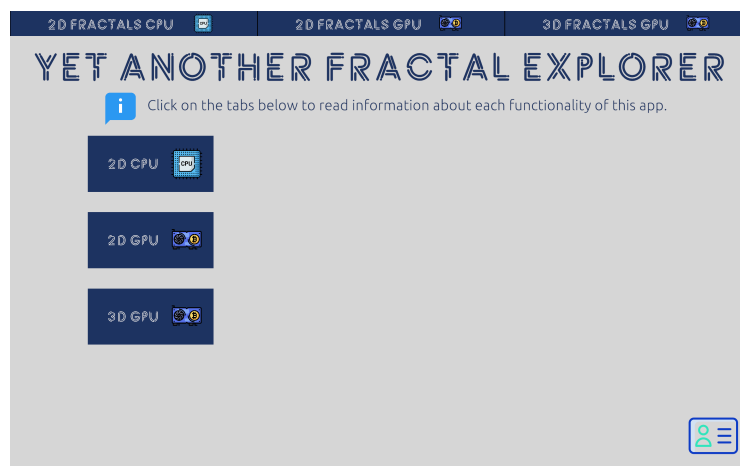 2D FRACTALS CPU
2D FRACTALS GPU
3D FRACTALS GPU
YET ANOTHER FRACTAL EXPLORER
i Click on the tabs below to read information about each functionality of this app.
2D CPU CPU
2D GPU
3D GPU